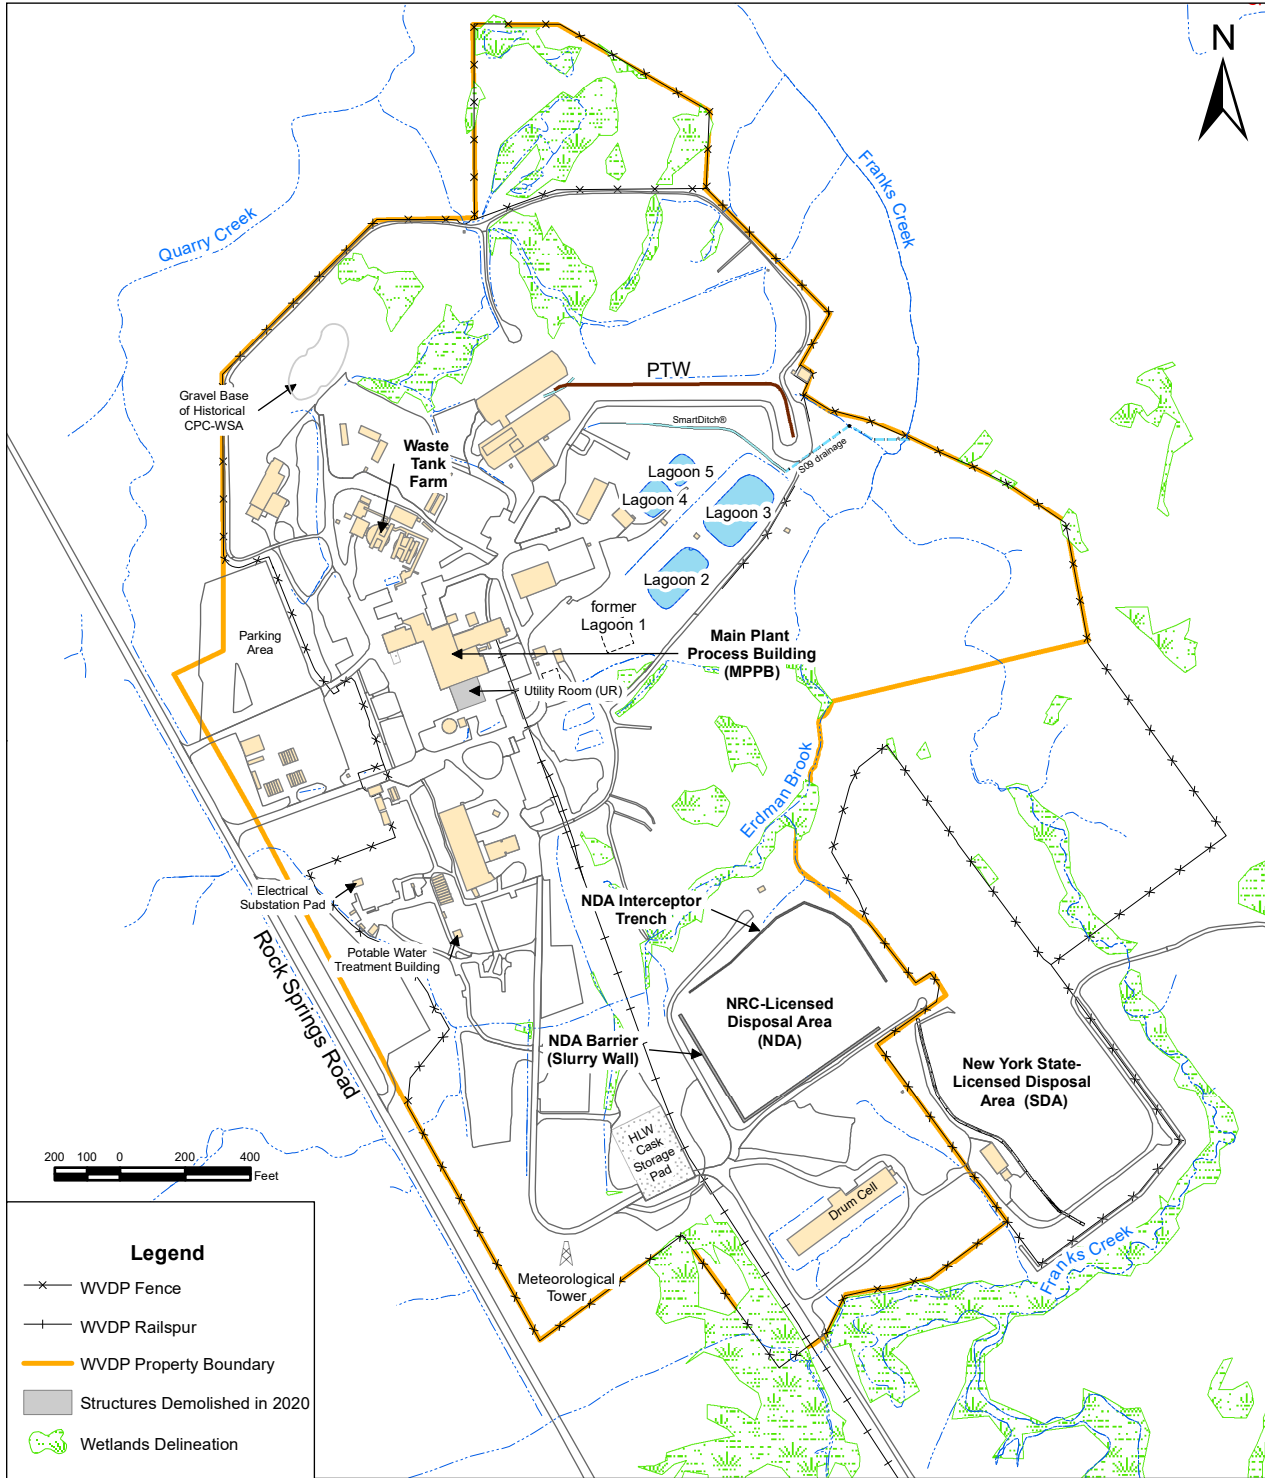 N
Franks Creek
Quarry Creek
PTW
Gravel Base
of Historical
CPC-WSA
SmartDitch®
Waste
Tank
Farm
S09 drainage
Lagoon 5
Lagoon 4
Lagoon 3
Lagoon 2
former
Lagoon 1
Parking
Area
Main Plant
Process Building
(MPPB)
Utility Room (UR)
Erdman Brook
Electrical
Substation Pad
NDA Interceptor
Trench
Potable Water
Treatment Building
Rock Springs Road
NRC-Licensed
Disposal Area
(NDA)
NDA Barrier
(Slurry Wall)
New York State-
Licensed Disposal
Area (SDA)
HLW
Cask
Storage
Pad
Drum Cell
Franks Creek
Meteorological
Tower
200 100 0 200 400
Feet
Legend
WVDP Fence
WVDP Railspur
WVDP Property Boundary
Structures Demolished in 2020
Wetlands Delineation